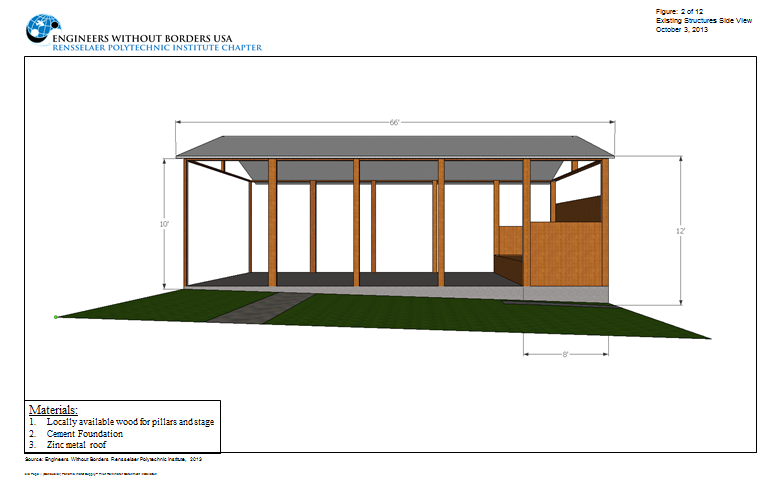 Figure: 2 of 12
Existing Structures Side View
October 3, 2013
ENGINEERS WITHOUT BORDERS USA
RENSSELAER POLYTECHNIC INSTITUTE CHAPTER
66'
10'
12'
8'
Materials:
1. Locally available wood for pillars and stage
2. Cement Foundation
3. Zinc metal roof
Source: Engineers Without Borders Rensselaer Polytechnic Institute, 2013